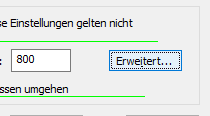 se Einstellungen gelten nicht
: 800 Erweitert...
ssen umgehen